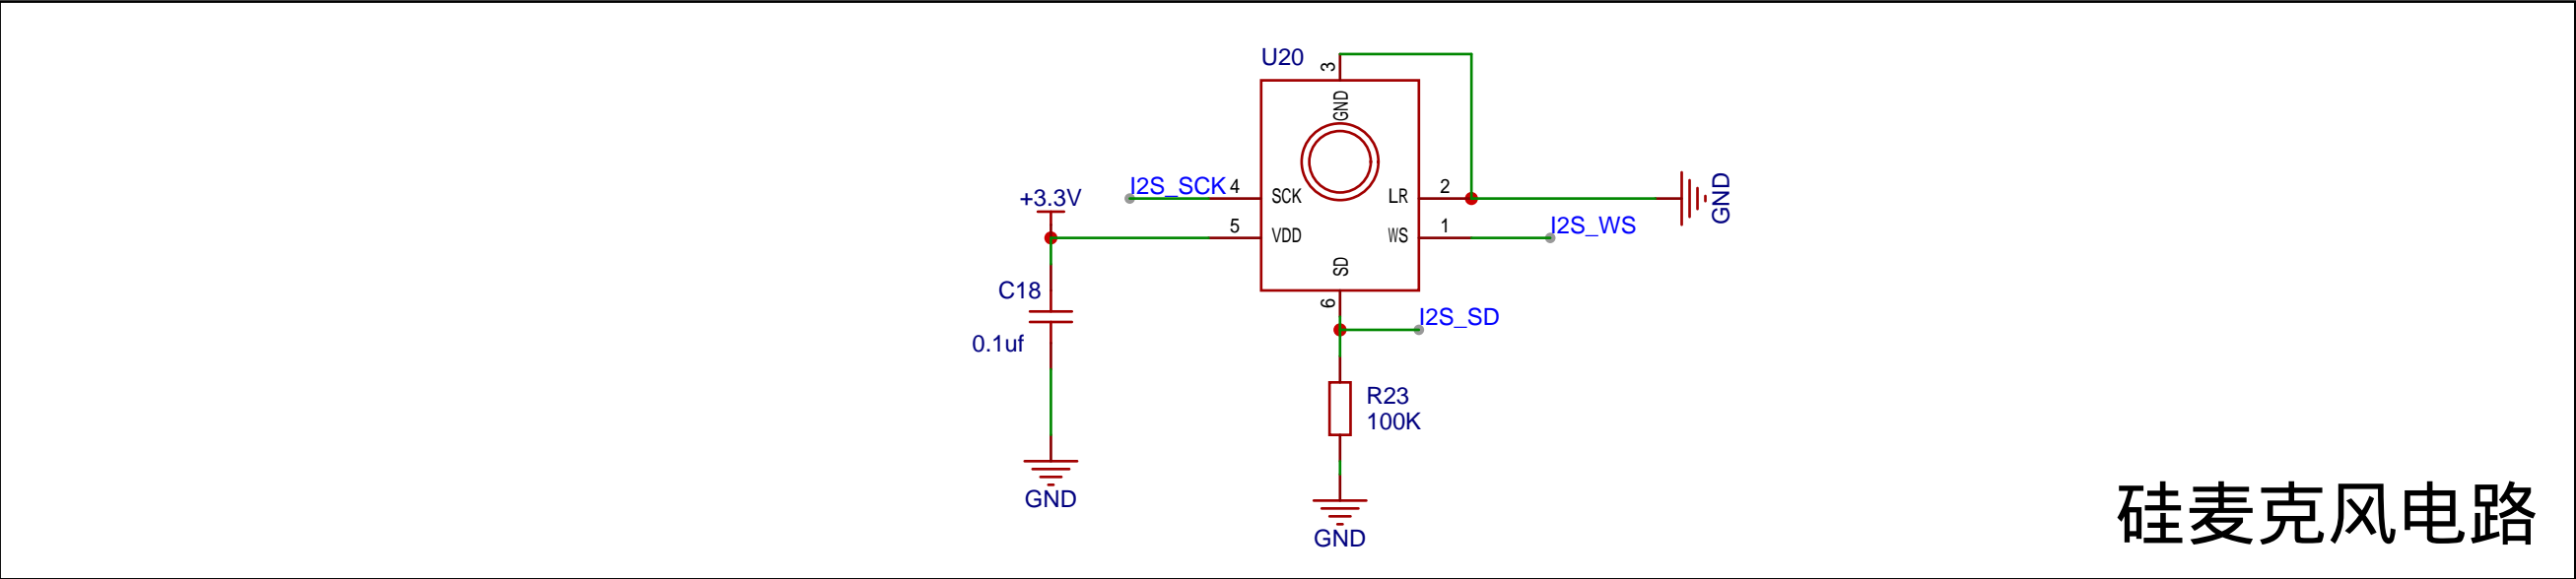 U20
3
GND
+3.3V
I2S_SCK 4 SCK
LR 2
GND
5 VDD
WS 1 I2S_WS
SD
6
C18
0.1uf
I2S_SD
R23
100K
GND
GND
硅麦克风电路